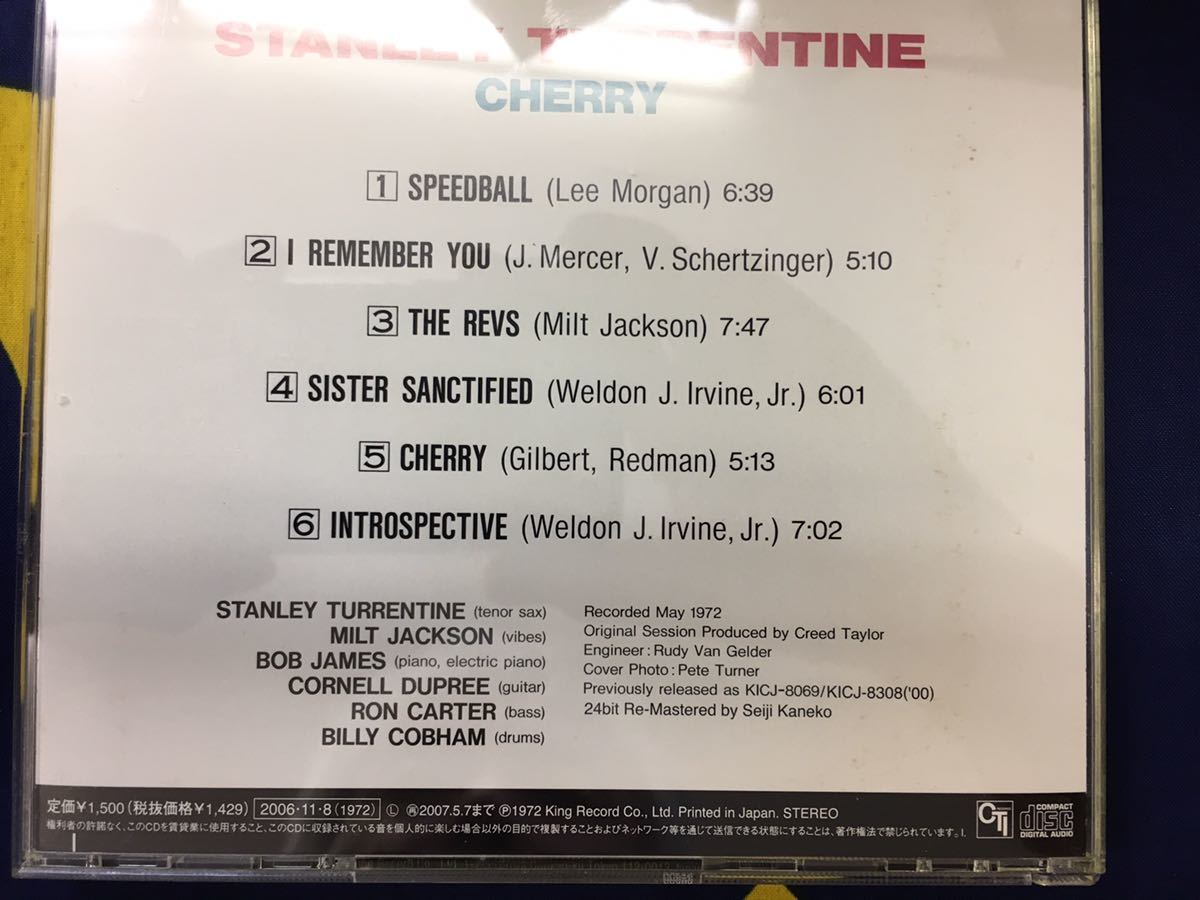 STANLEY TURRENTINE
CHERRY
1 SPEEDBALL (Lee Morgan) 6:39
2 I REMEMBER YOU (J. Mercer, V. Schertzinger) 5:10
3 THE REVS (Milt Jackson) 7:47
4 SISTER SANCTIFIED (Weldon J. Irvine, Jr.) 6:01
5 CHERRY (Gilbert, Redman) 5:13
6 INTROSPECTIVE (Weldon J. Irvine, Jr.) 7:02
STANLEY TURRENTINE (tenor sax)
MILT JACKSON (vibes)
BOB JAMES (piano, electric piano)
CORNELL DUPREE (guitar)
RON CARTER (bass)
BILLY COBHAM (drums)
Recorded May 1972
Original Session Produced by Creed Taylor
Engineer : Rudy Van Gelder
Cover Photo : Pete Turner
Previously released as KICJ-8069/KICJ-8308('00)
24bit Re-Mastered by Seiji Kaneko
定価¥1,500(税抜価格¥1,429) 2006・11・8(1972) Ⓛ 2007.5.7まで Ⓟ1972 King Record Co., Ltd. Printed in Japan. STEREO
権利者の許諾なく、このCDを賃貸業に使用すること、このCDに収録されている音を個人的に楽しむ場合以外の目的で複製することおよびネットワーク等を通じて送信できる状態にすることは、著作権法で禁じられています。I.
CTI
COMPACT
disc
DIGITAL AUDIO